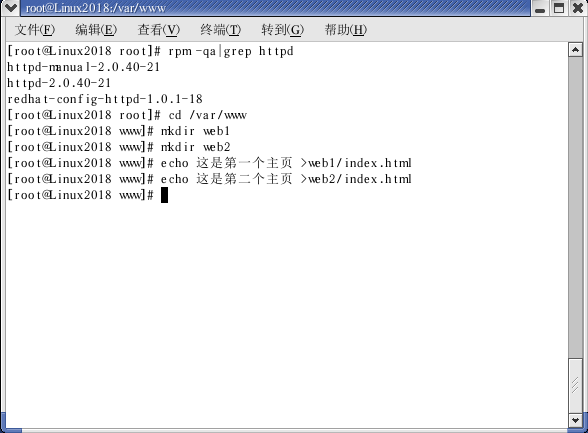 root@Linux2018:/var/www
文件(F) 编辑(E) 查看(V) 终端(T) 转到(G) 帮助(H)
[root@Linux2018 root]# rpm -qa|grep httpd
httpd-manual-2.0.40-21
httpd-2.0.40-21
redhat-config-httpd-1.0.1-18
[root@Linux2018 root]# cd /var/www
[root@Linux2018 www]# mkdir web1
[root@Linux2018 www]# mkdir web2
[root@Linux2018 www]# echo 这是第一个主页 >web1/index.html
[root@Linux2018 www]# echo 这是第二个主页 >web2/index.html
[root@Linux2018 www]#